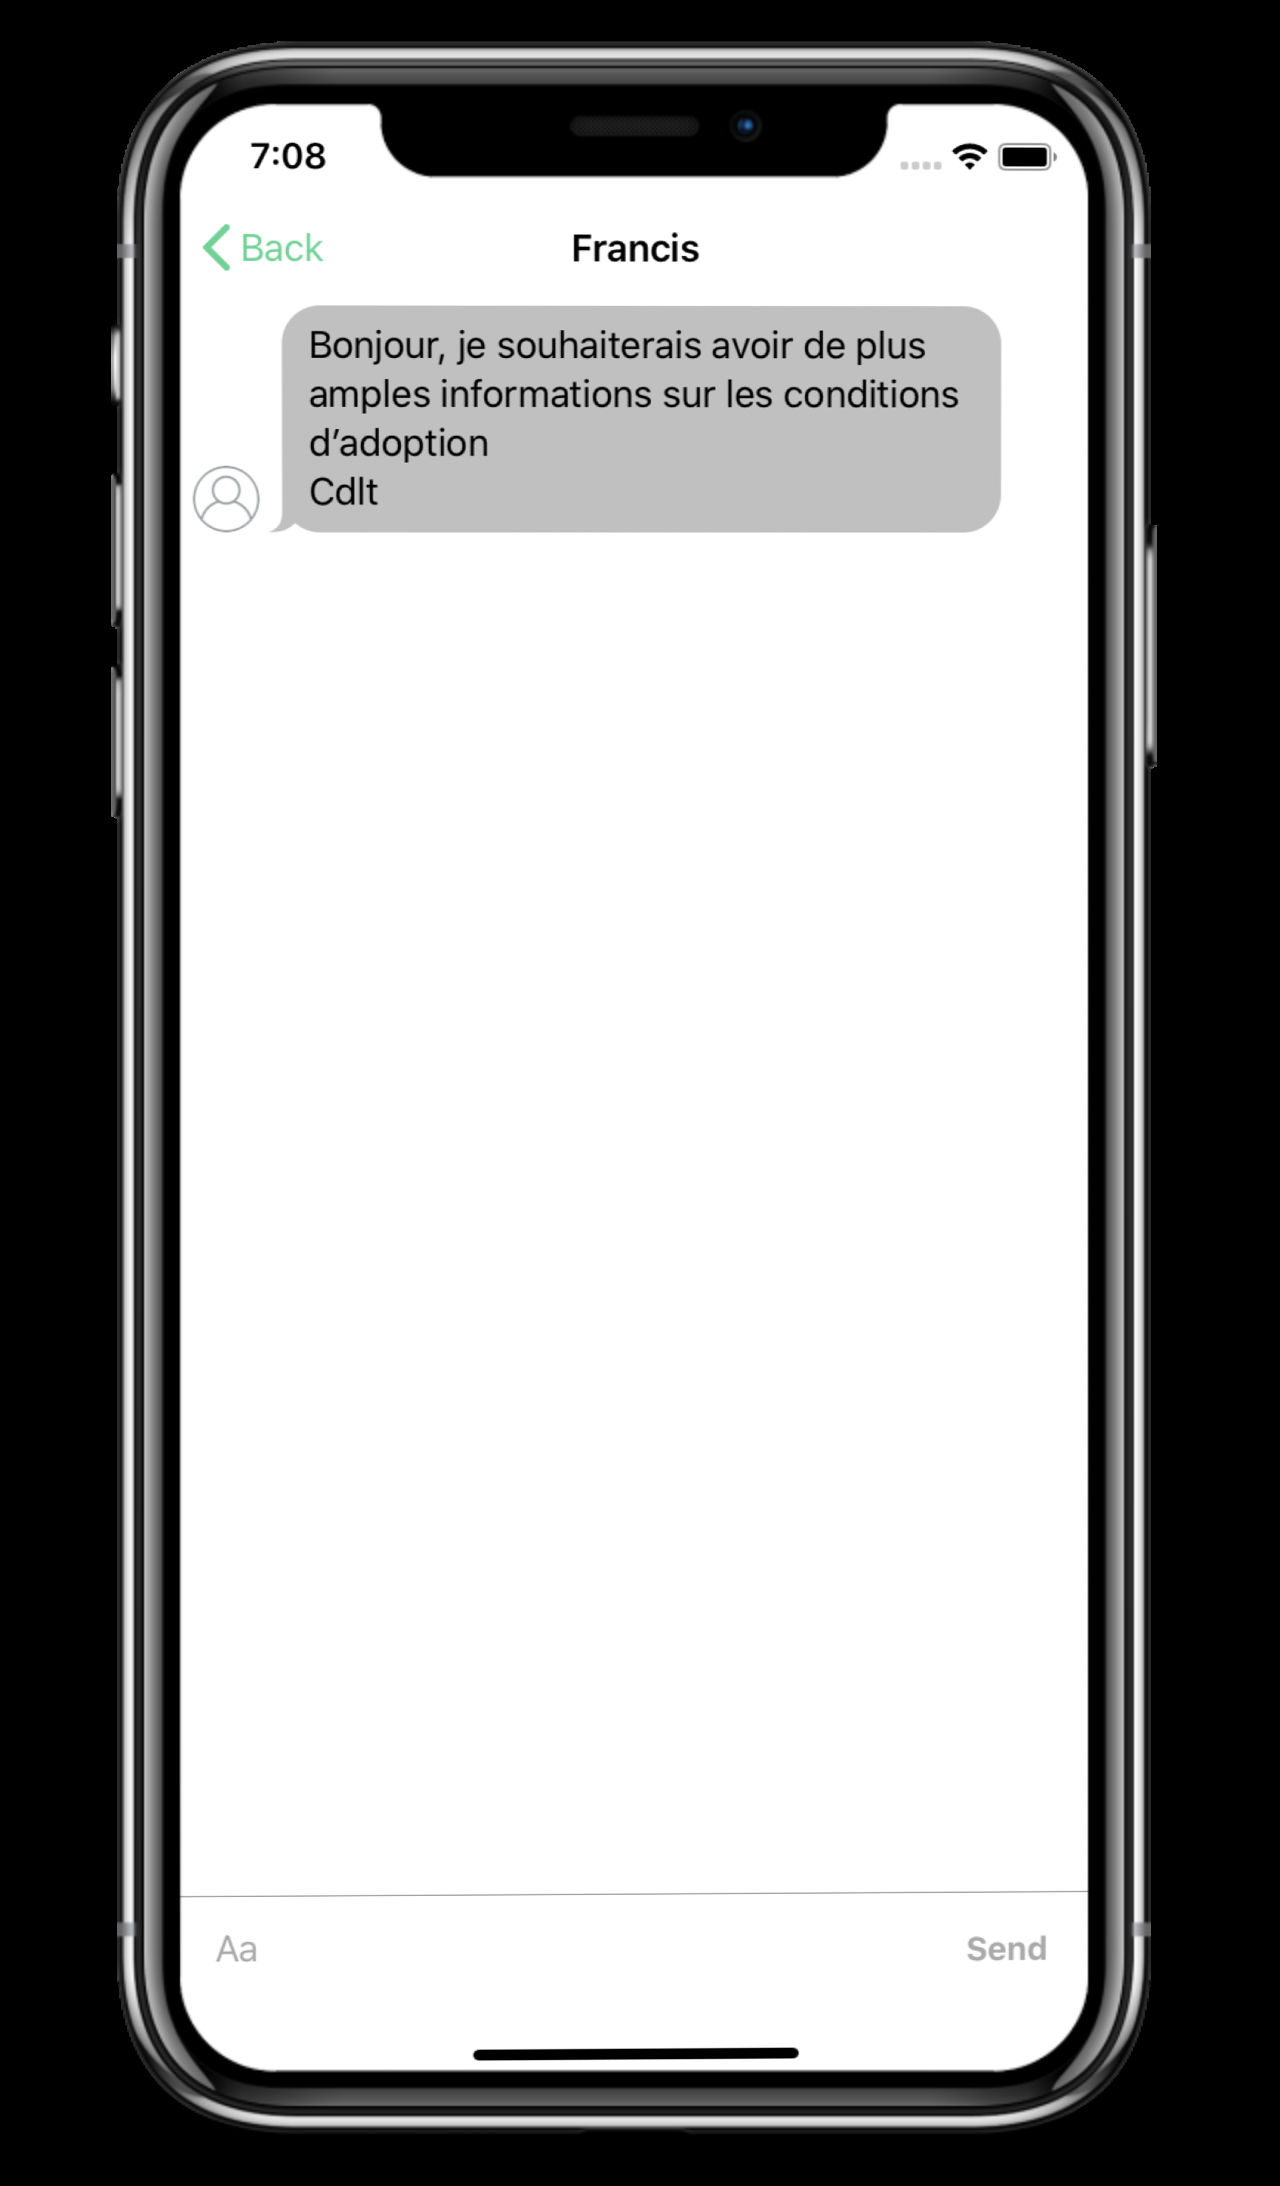 7:08
Back
Francis
Bonjour, je souhaiterais avoir de plus
amples informations sur les conditions
d’adoption
Cdlt
Aa
Send